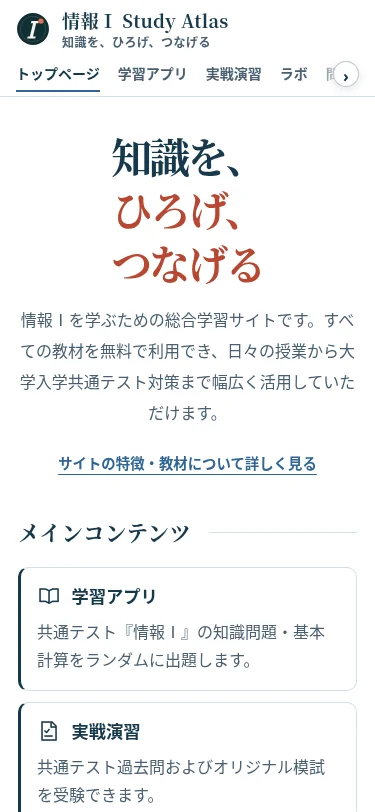 情報Ⅰ Study Atlas
知識を、ひろげ、つなげる
トップページ 学習アプリ 実戦演習 ラボ
知識を、
ひろげ、
つなげる
情報Ⅰを学ぶための総合学習サイトです。すべ
ての教材を無料で利用でき、日々の授業から大
学入学共通テスト対策まで幅広く活用していた
だけます。
サイトの特徴・教材について詳しく見る
メインコンテンツ
学習アプリ
共通テスト『情報Ⅰ』の知識問題・基本
計算をランダムに出題します。
実戦演習
共通テスト過去問およびオリジナル模試
を受験できます。